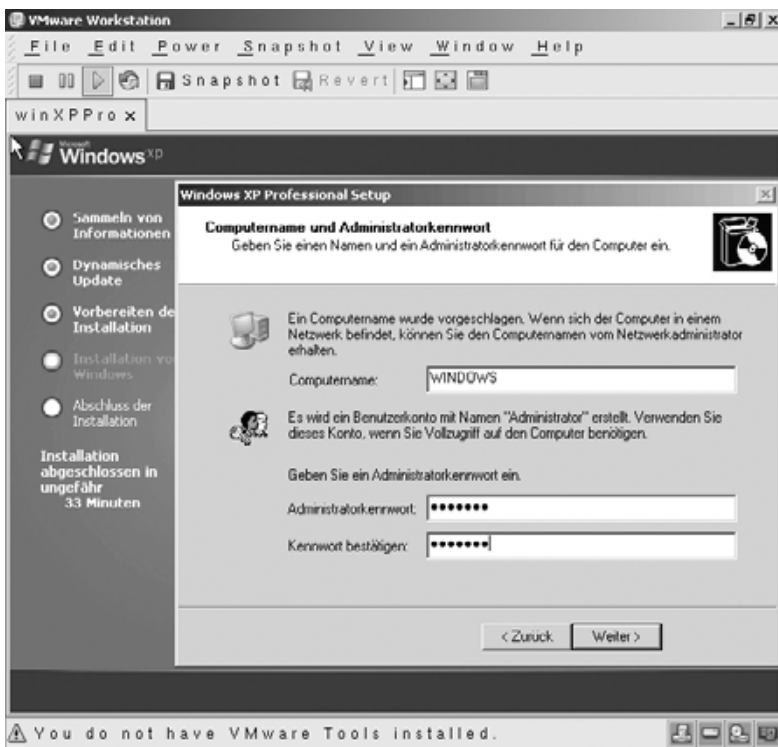 VMware Workstation
File Edit Power Snapshot View Window Help
Snapshot Revert
winXPPro x
Microsoft
Windows xp
Sammeln von
Informationen
Dynamisches
Update
Vorbereiten de
Installation
Installation vo
Windows
Abschluss der
Installation
Installation
abgeschlossen in
ungefähr
33 Minuten
Windows XP Professional Setup
Computername und Administratorkennwort
Geben Sie einen Namen und ein Administratorkennwort für den Computer ein.
Ein Computername wurde vorgeschlagen. Wenn sich der Computer in einem
Netzwerk befindet, können Sie den Computernamen vom Netzwerkadministrator
erhalten.
Computername: WINDOWS
Es wird ein Benutzerkonto mit Namen "Administrator" erstellt. Verwenden Sie
dieses Konto, wenn Sie Vollzugriff auf den Computer benötigen.
Geben Sie ein Administratorkennwort ein.
Administratorkennwort: •••••••
Kennwort bestätigen: •••••••
< Zurück Weiter >
You do not have VMware Tools installed.